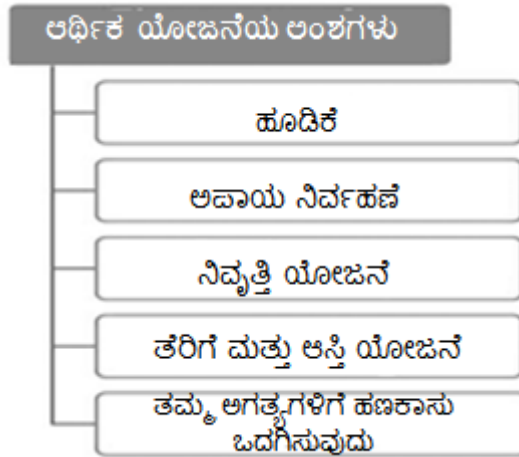 ಆರ್ಥಿಕ ಯೋಜನೆಯ ಅಂಶಗಳು
ಹೂಡಿಕೆ
ಅಪಾಯ ನಿರ್ವಹಣೆ
ನಿವೃತ್ತಿ ಯೋಜನೆ
ತೆರಿಗೆ ಮತ್ತು ಆಸ್ತಿ ಯೋಜನೆ
ತಮ್ಮ ಅಗತ್ಯಗಳಿಗೆ ಹಣಕಾಸು
ಒದಗಿಸುವುದು